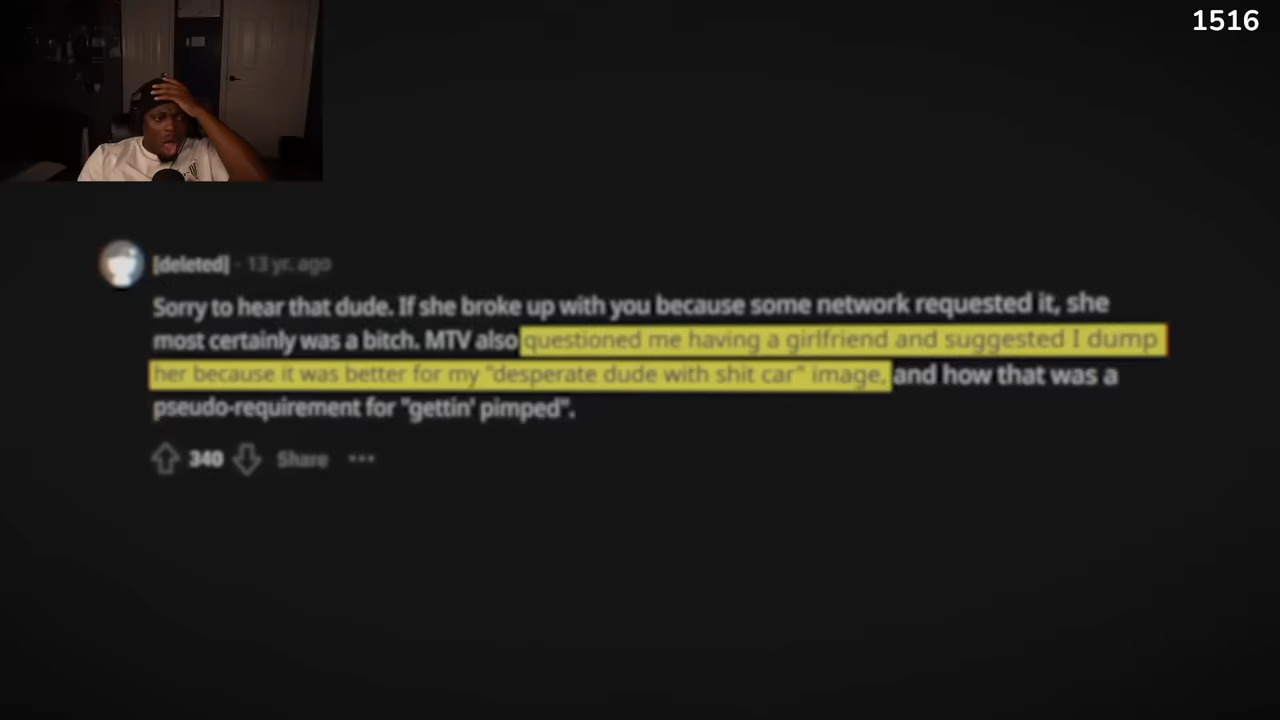 1516
[deleted] · 13 yr. ago
Sorry to hear that dude. If she broke up with you because some network requested it, she
most certainly was a bitch. MTV also questioned me having a girlfriend and suggested I dump
her because it was better for my "desperate dude with shit car" image, and how that was a
pseudo-requirement for "gettin' pimped".
340 Share ···